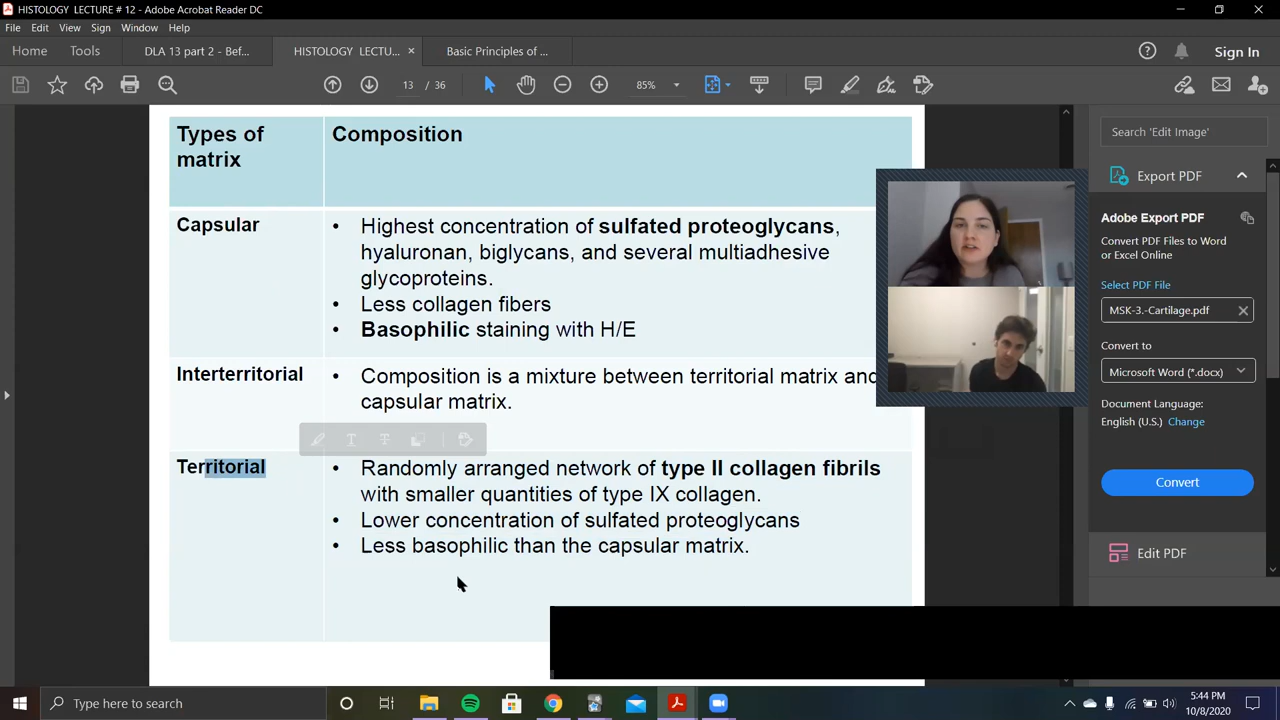 HISTOLOGY LECTURE # 12 - Adobe Acrobat Reader DC
File Edit View Sign Window Help
Home Tools DLA 13 part 2 - Bef... HISTOLOGY LECTU... × Basic Principles of ... Sign In
13 / 36 85%
Types of
matrix
Composition
Capsular
• Highest concentration of sulfated proteoglycans,
hyaluronan, biglycans, and several multiadhesive
glycoproteins.
• Less collagen fibers
• Basophilic staining with H/E
Interterritorial
• Composition is a mixture between territorial matrix and
capsular matrix.
Territorial
• Randomly arranged network of type II collagen fibrils
with smaller quantities of type IX collagen.
• Lower concentration of sulfated proteoglycans
• Less basophilic than the capsular matrix.
Search 'Edit Image'
Export PDF
Adobe Export PDF
Convert PDF Files to Word
or Excel Online
Select PDF File
MSK-3.-Cartilage.pdf
Convert to
Microsoft Word (*.docx)
Document Language:
English (U.S.) Change
Convert
Edit PDF
Type here to search
5:44 PM
10/8/2020